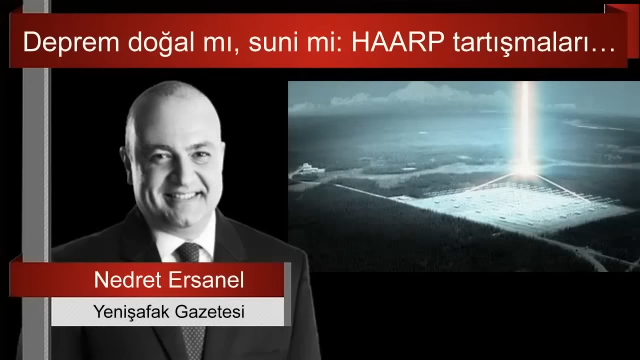 Deprem doğal mı, suni mi: HAARP tartışmaları…
Nedret Ersanel
Yenişafak Gazetesi